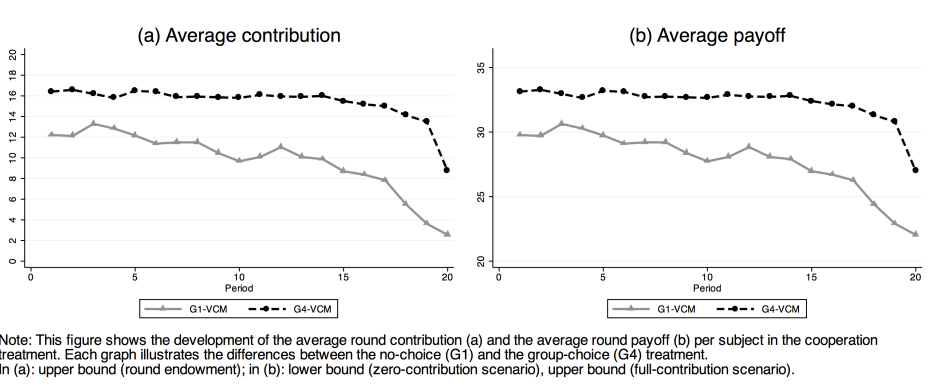 (a) Average contribution
20
18
16
14
12
10
8
6
4
2
0
0 5 10 15 20
Period
G1-VCM G4-VCM
(b) Average payoff
35
30
25
20
0 5 10 15 20
Period
G1-VCM G4-VCM
Note: This figure shows the development of the average round contribution (a) and the average round payoff (b) per subject in the cooperation
treatment. Each graph illustrates the differences between the no-choice (G1) and the group-choice (G4) treatment.
In (a): upper bound (round endowment); in (b): lower bound (zero-contribution scenario), upper bound (full-contribution scenario).